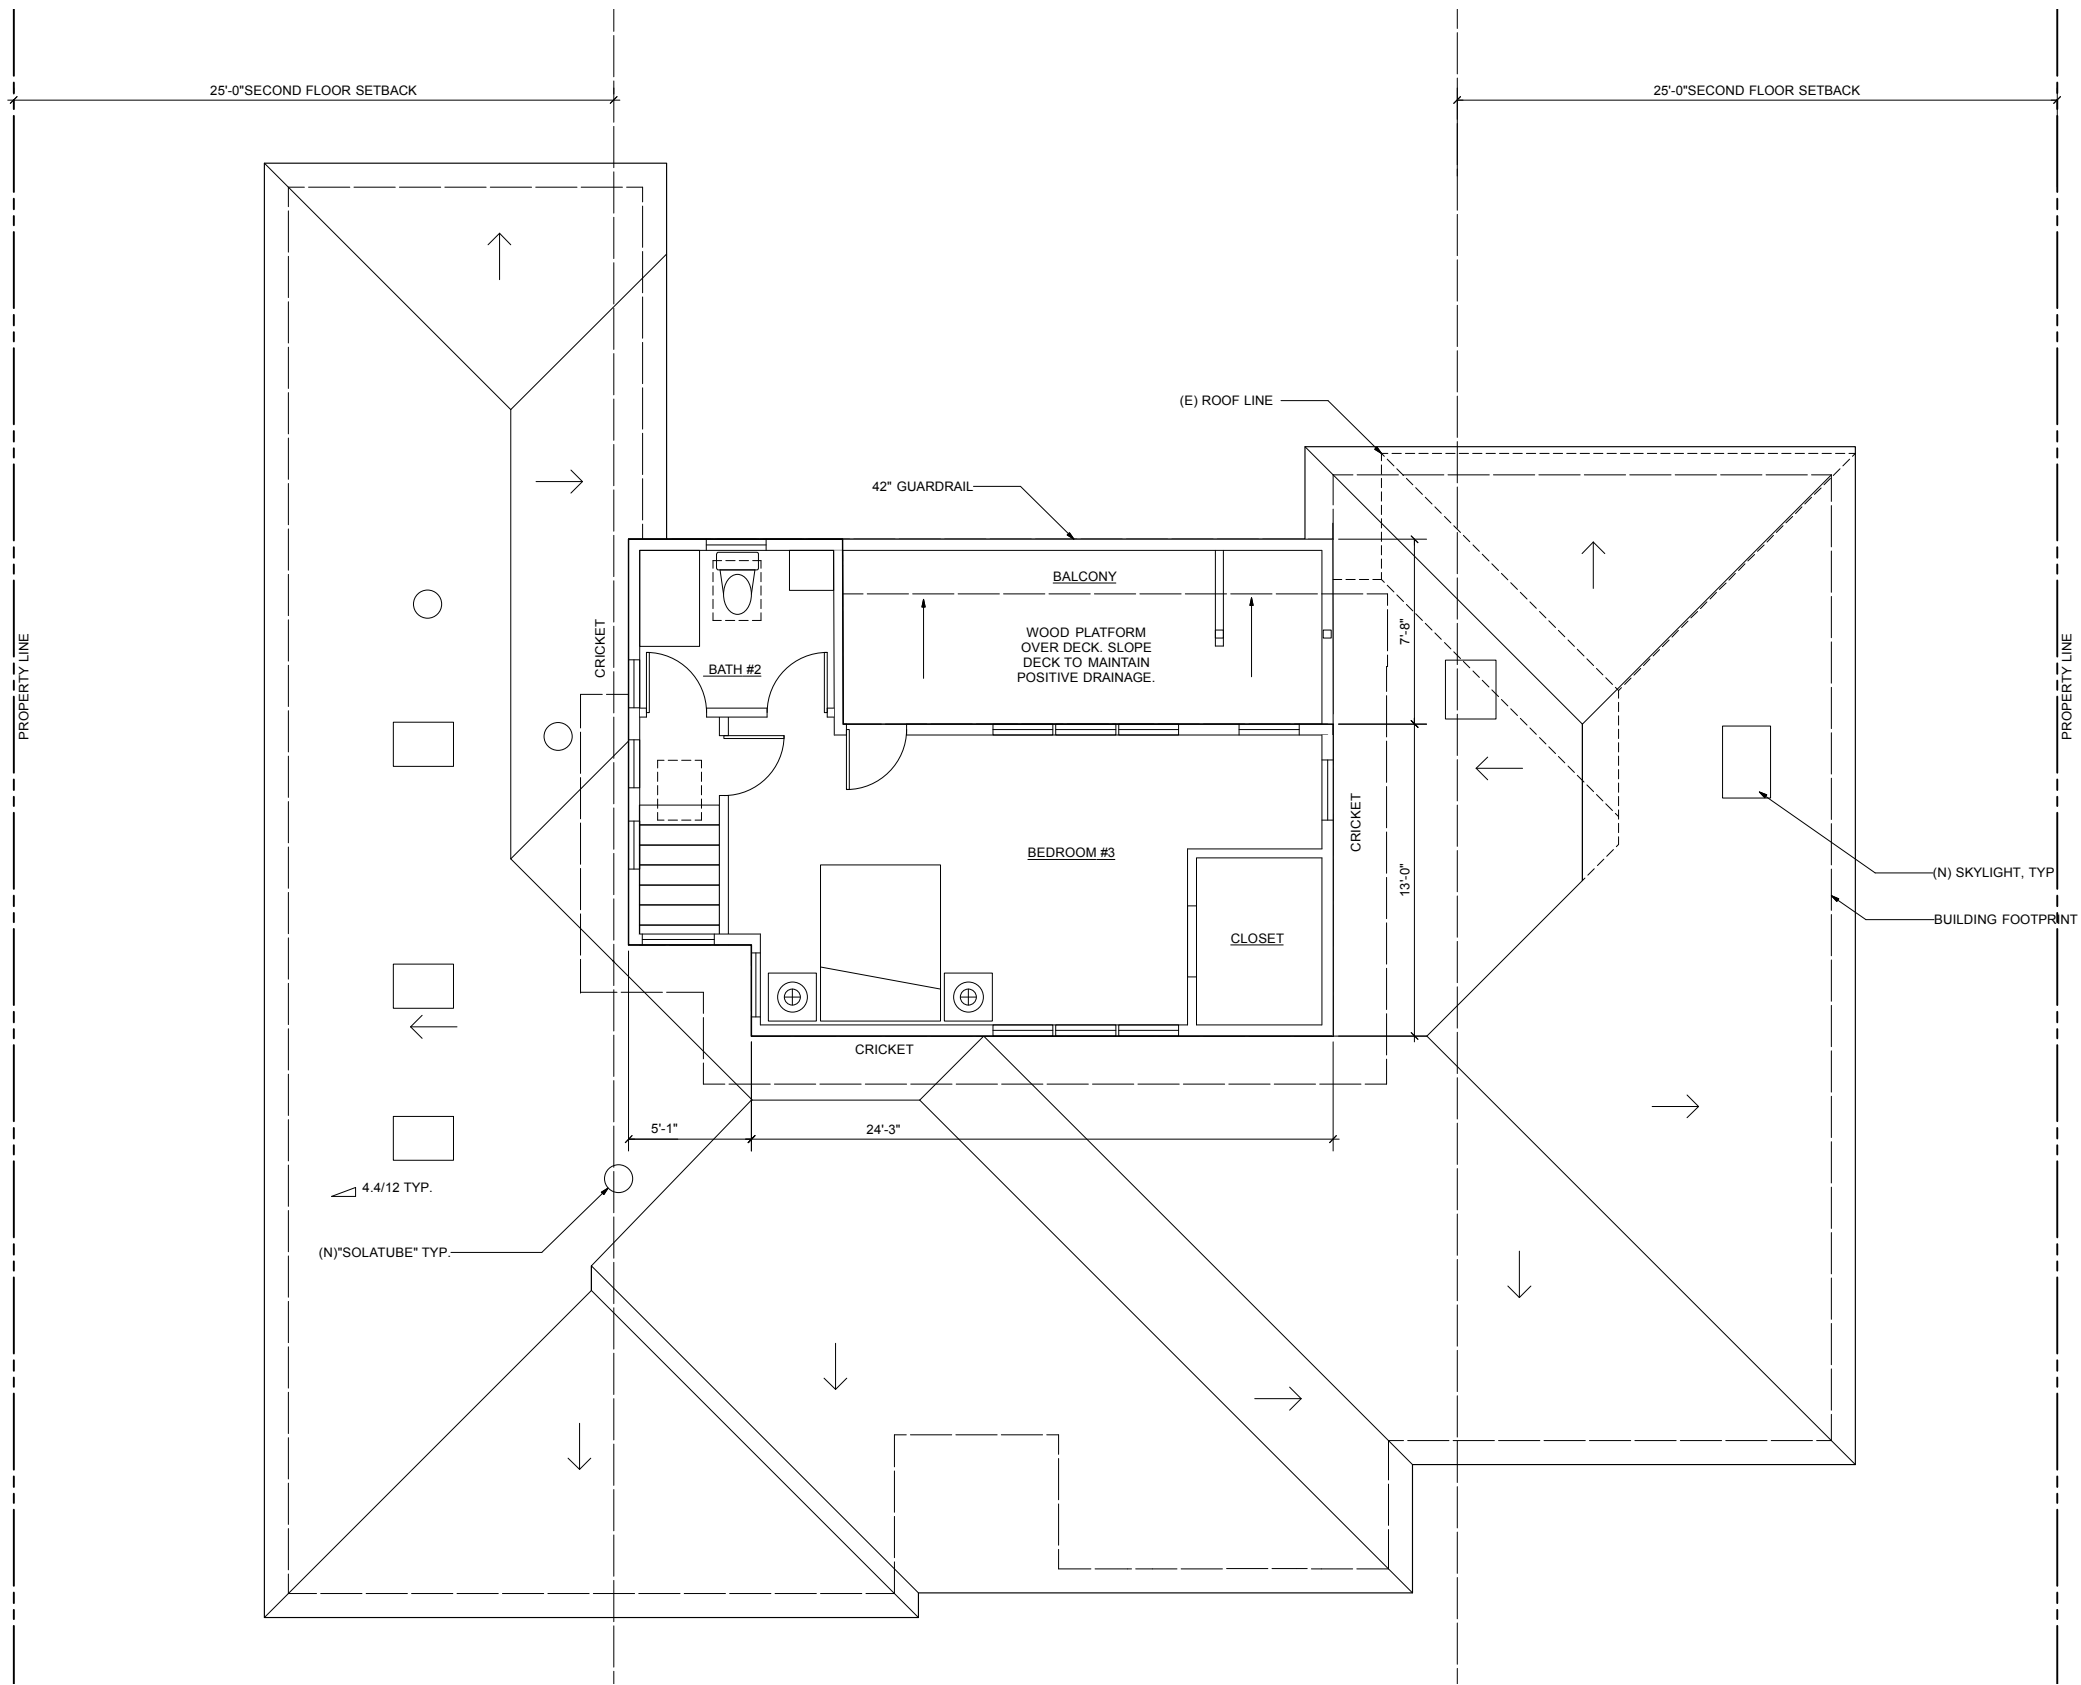 25'-0"SECOND FLOOR SETBACK
25'-0"SECOND FLOOR SETBACK
(E) ROOF LINE
42" GUARDRAIL
BALCONY
WOOD PLATFORM
OVER DECK. SLOPE
DECK TO MAINTAIN
POSITIVE DRAINAGE.
7'-8"
CRICKET
BATH #2
PROPERTY LINE
PROPERTY LINE
BEDROOM #3
CRICKET
13'-0"
(N) SKYLIGHT, TYP
BUILDING FOOTPRINT
CLOSET
CRICKET
5'-1"
24'-3"
4.4/12 TYP.
(N)"SOLATUBE" TYP.